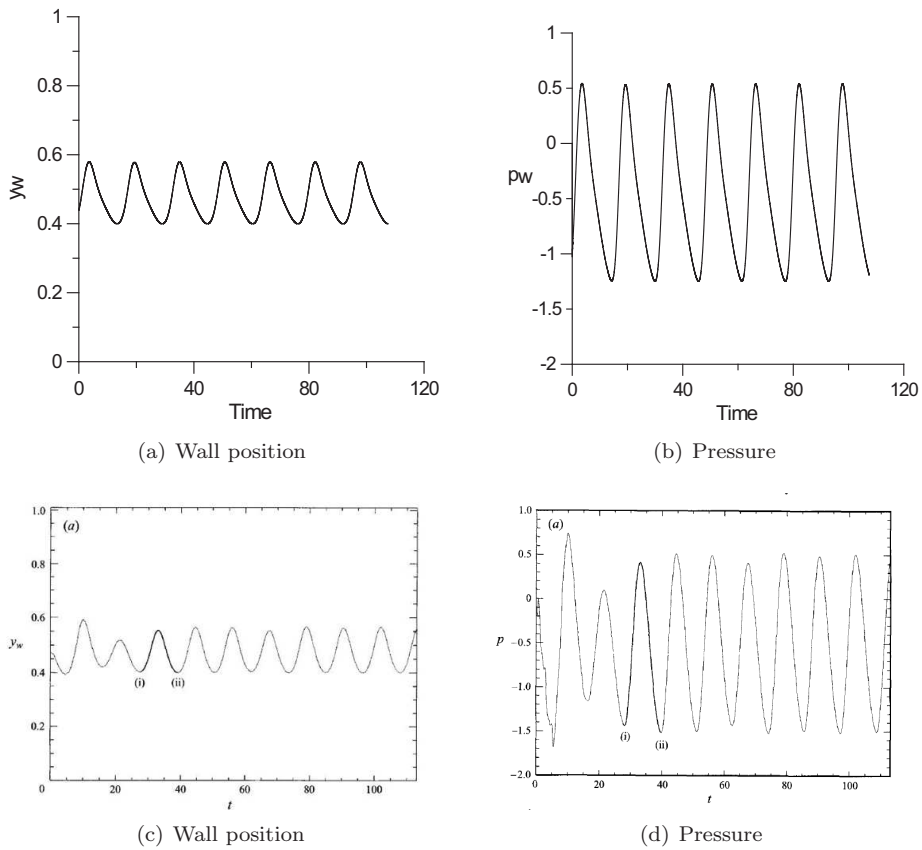 1
0.8
0.6
yw
0.4
0.2
0
0 40 80 120
Time
(a) Wall position
1
0.5
0
pw
-0.5
-1
-1.5
-2
0 40 80 120
Time
(b) Pressure
1.0
(a)
0.8
0.6
yw
0.4
(i) (ii)
0.2
0 20 40 60 80 100
t
(c) Wall position
1.0
(a)
0.5
0
p
-0.5
-1.0
-1.5
(i) (ii)
-2.0
0 20 40 60 80 100
t
(d) Pressure